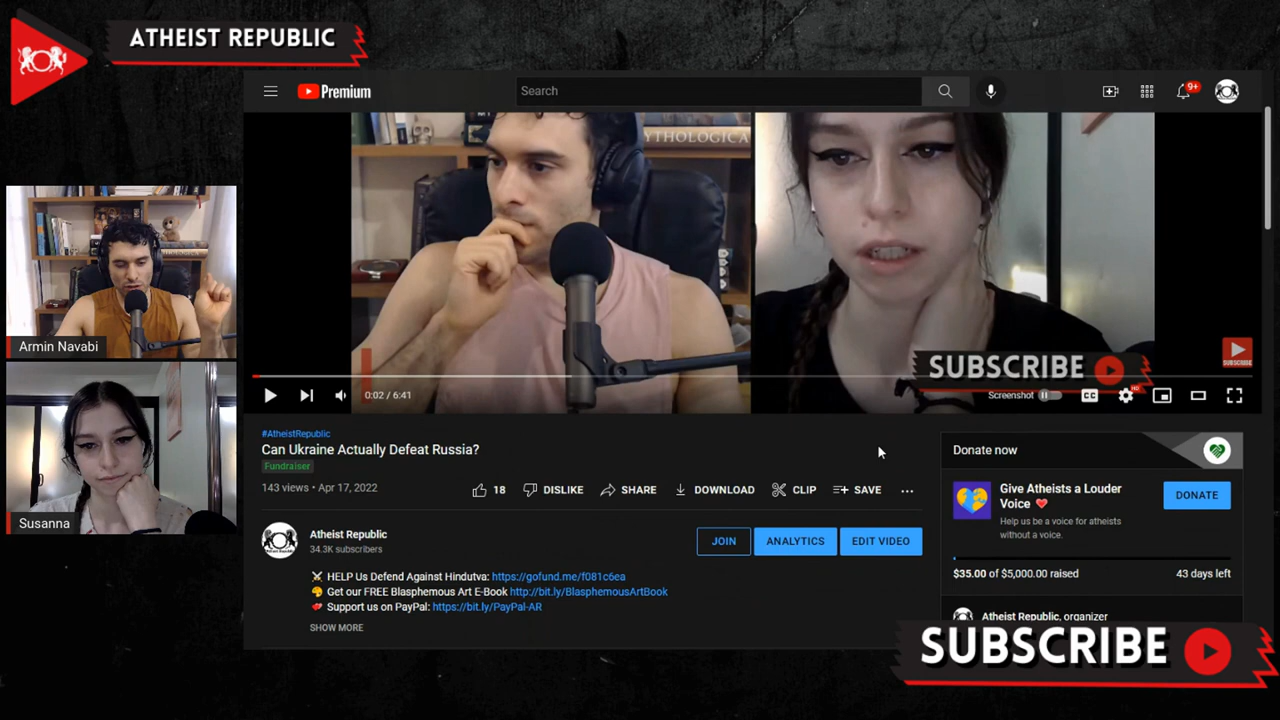 ATHEIST REPUBLIC
Premium
Search
9+
YTHOLOGICA
SUBSCRIBE
SUBSCRIBE
0:02 / 6:41
Screenshot
CC
HD
#AtheistRepublic
Can Ukraine Actually Defeat Russia?
Fundraiser
143 views • Apr 17, 2022
18
DISLIKE
SHARE
DOWNLOAD
CLIP
SAVE
Atheist Republic
34.3K subscribers
JOIN
ANALYTICS
EDIT VIDEO
⚔️ HELP Us Defend Against Hindutva: https://gofund.me/f081c6ea
🎨 Get our FREE Blasphemous Art E-Book http://bit.ly/BlasphemousArtBook
💝 Support us on PayPal: https://bit.ly/PayPal-AR
SHOW MORE
Donate now
Give Atheists a Louder
Voice ❤️
Help us be a voice for atheists
without a voice.
DONATE
$35.00 of $5,000.00 raised
43 days left
Atheist Republic, organizer
Armin Navabi
Susanna
SUBSCRIBE